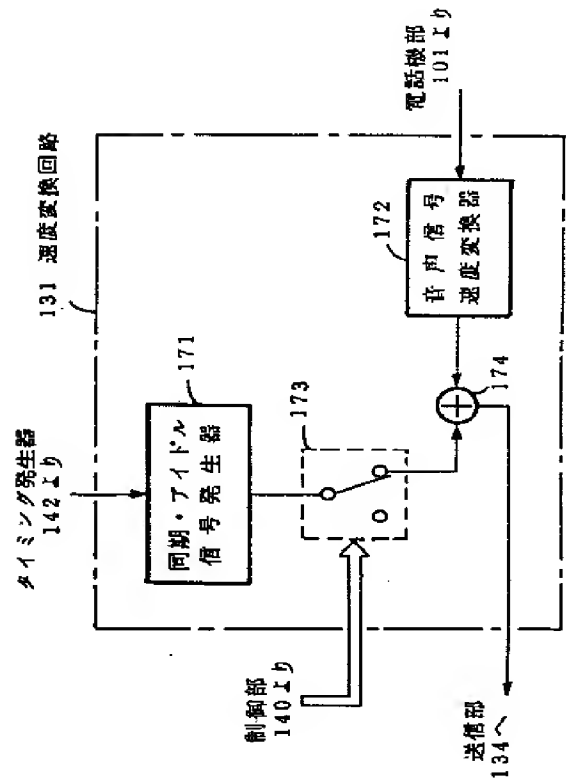 131 速度変換回路
タイミング発生器
142より
171
同期・アイドル
信号発生器
173
制御部
140より
172
音声信号
速度変換器
電話機部
101より
174
送信部
134へ